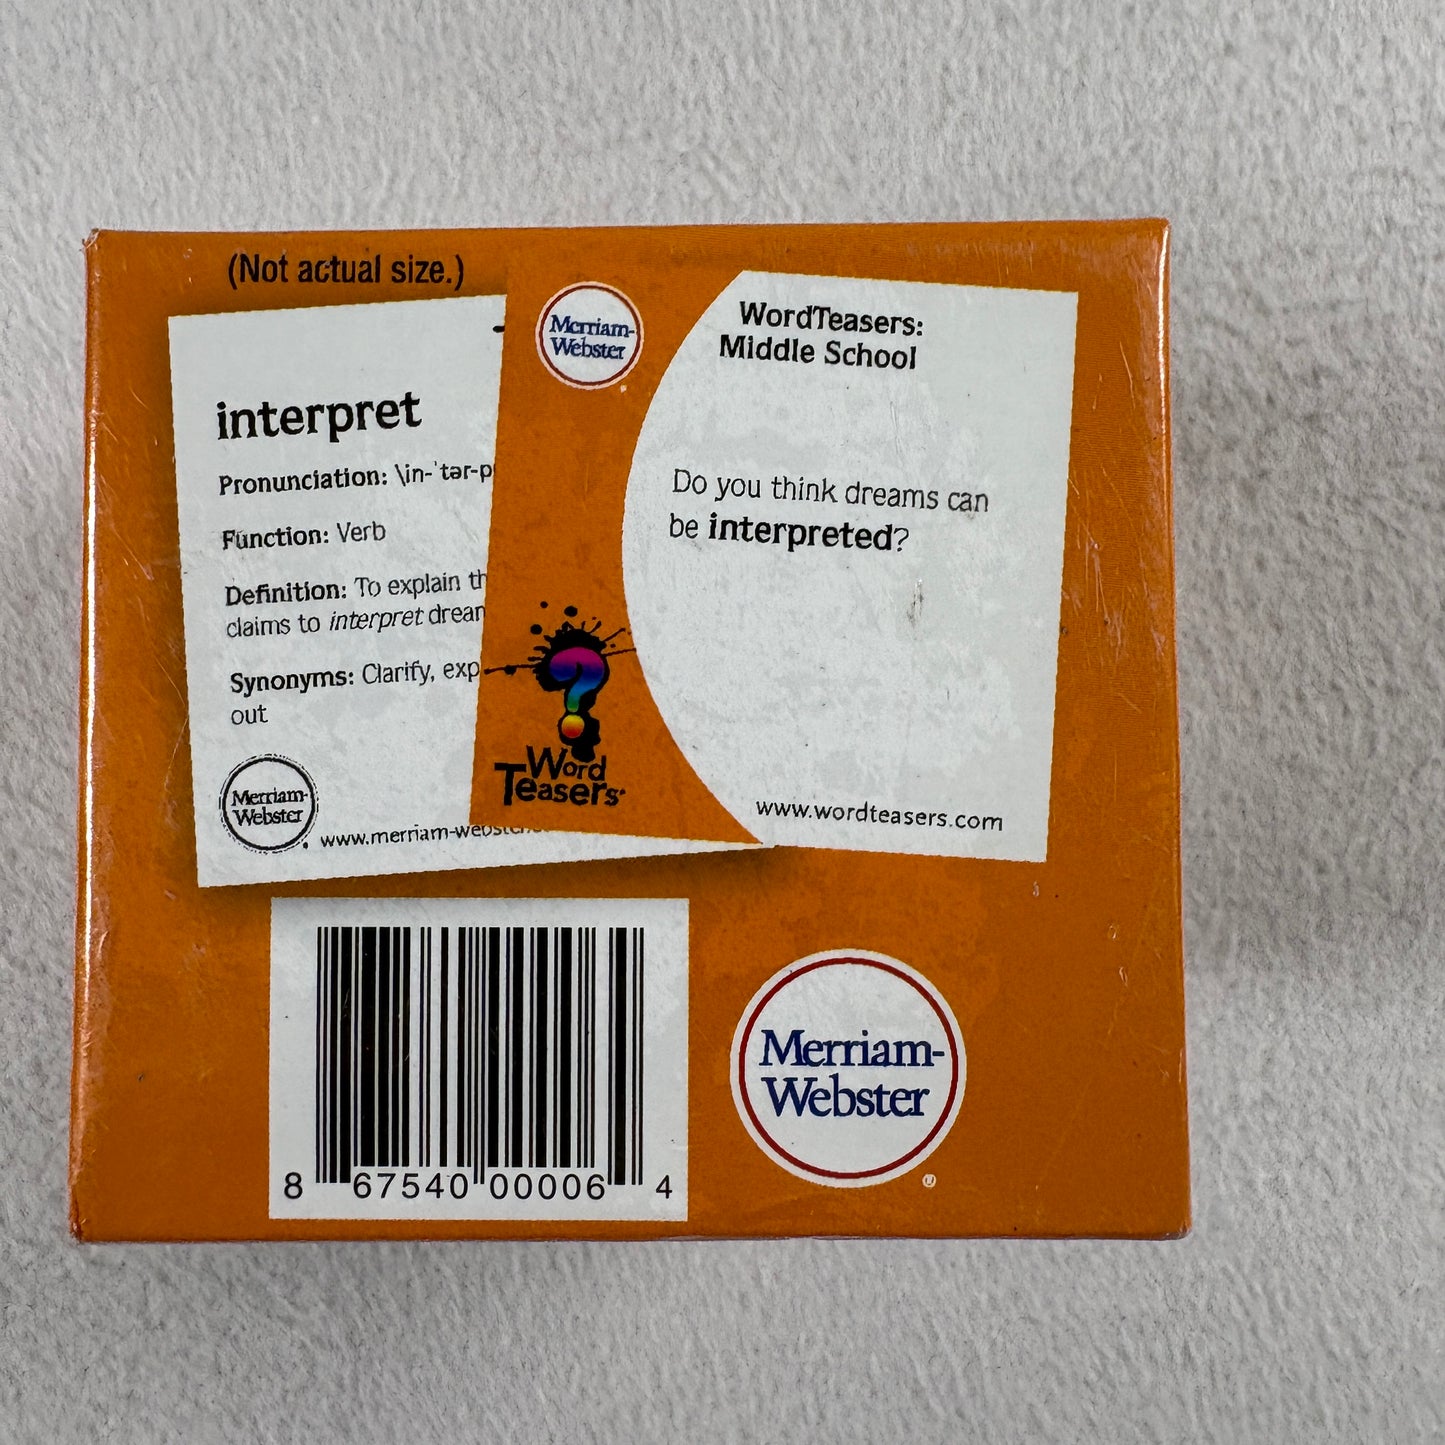 (Not actual size.)
interpret
Pronunciation: \in-ˈtər-p
Function: Verb
Definition: To explain th
claims to interpret drean
Synonyms: Clarify, exp
out
Merriam-
Webster
www.merriam-webster.
Merriam-
Webster
Word
Teasers
WordTeasers:
Middle School
Do you think dreams can
be interpreted?
www.wordteasers.com
8 67540 00006 4
Merriam-
Webster
®